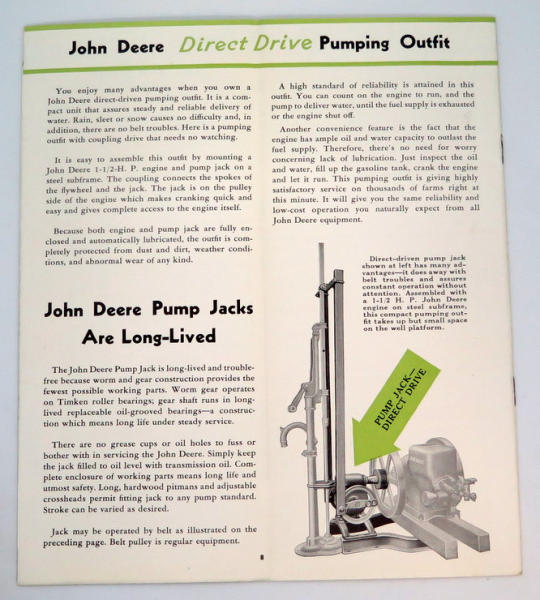 John Deere Direct Drive Pumping Outfit
You enjoy many advantages when you own a
John Deere direct-driven pumping outfit. It is a com-
pact unit that assures steady and reliable delivery of
water. Rain, sleet or snow causes no difficulty and, in
addition, there are no belt troubles. Here is a pumping
outfit with coupling drive that needs no watching.
It is easy to assemble this outfit by mounting a
John Deere 1-1/2-H. P. engine and pump jack on a
steel subframe. The coupling connects the spokes of
the flywheel and the jack. The jack is on the pulley
side of the engine which makes cranking quick and
easy and gives complete access to the engine itself.
Because both engine and pump jack are fully en-
closed and automatically lubricated, the outfit is com-
pletely protected from dust and dirt, weather condi-
tions, and abnormal wear of any kind.
John Deere Pump Jacks
Are Long-Lived
The John Deere Pump Jack is long-lived and trouble-
free because worm and gear construction provides the
fewest possible working parts. Worm gear operates
on Timken roller bearings; gear shaft runs in long-
lived replaceable oil-grooved bearings—a construc-
tion which means long life under steady service.
There are no grease cups or oil holes to fuss or
bother with in servicing the John Deere. Simply keep
the jack filled to oil level with transmission oil. Com-
plete enclosure of working parts means long life and
utmost safety. Long, hardwood pitmans and adjustable
crossheads permit fitting jack to any pump standard.
Stroke can be varied as desired.
Jack may be operated by belt as illustrated on the
preceding page. Belt pulley is regular equipment.
8
A high standard of reliability is attained in this
outfit. You can count on the engine to run, and the
pump to deliver water, until the fuel supply is exhausted
or the engine shut off.
Another convenience feature is the fact that the
engine has ample oil and water capacity to outlast the
fuel supply. Therefore, there's no need for worry
concerning lack of lubrication. Just inspect the oil
and water, fill up the gasoline tank, crank the engine
and let it run. This pumping outfit is giving highly
satisfactory service on thousands of farms right at
this minute. It will give you the same reliability and
low-cost operation you naturally expect from all
John Deere equipment.
Direct-driven pump jack
shown at left has many ad-
vantages—it does away with
belt troubles and assures
constant operation without
attention. Assembled with
a 1-1/2 H. P. John Deere
engine on steel subframe,
this compact pumping out-
fit takes up but small space
on the well platform.
PUMP JACK—
DIRECT DRIVE